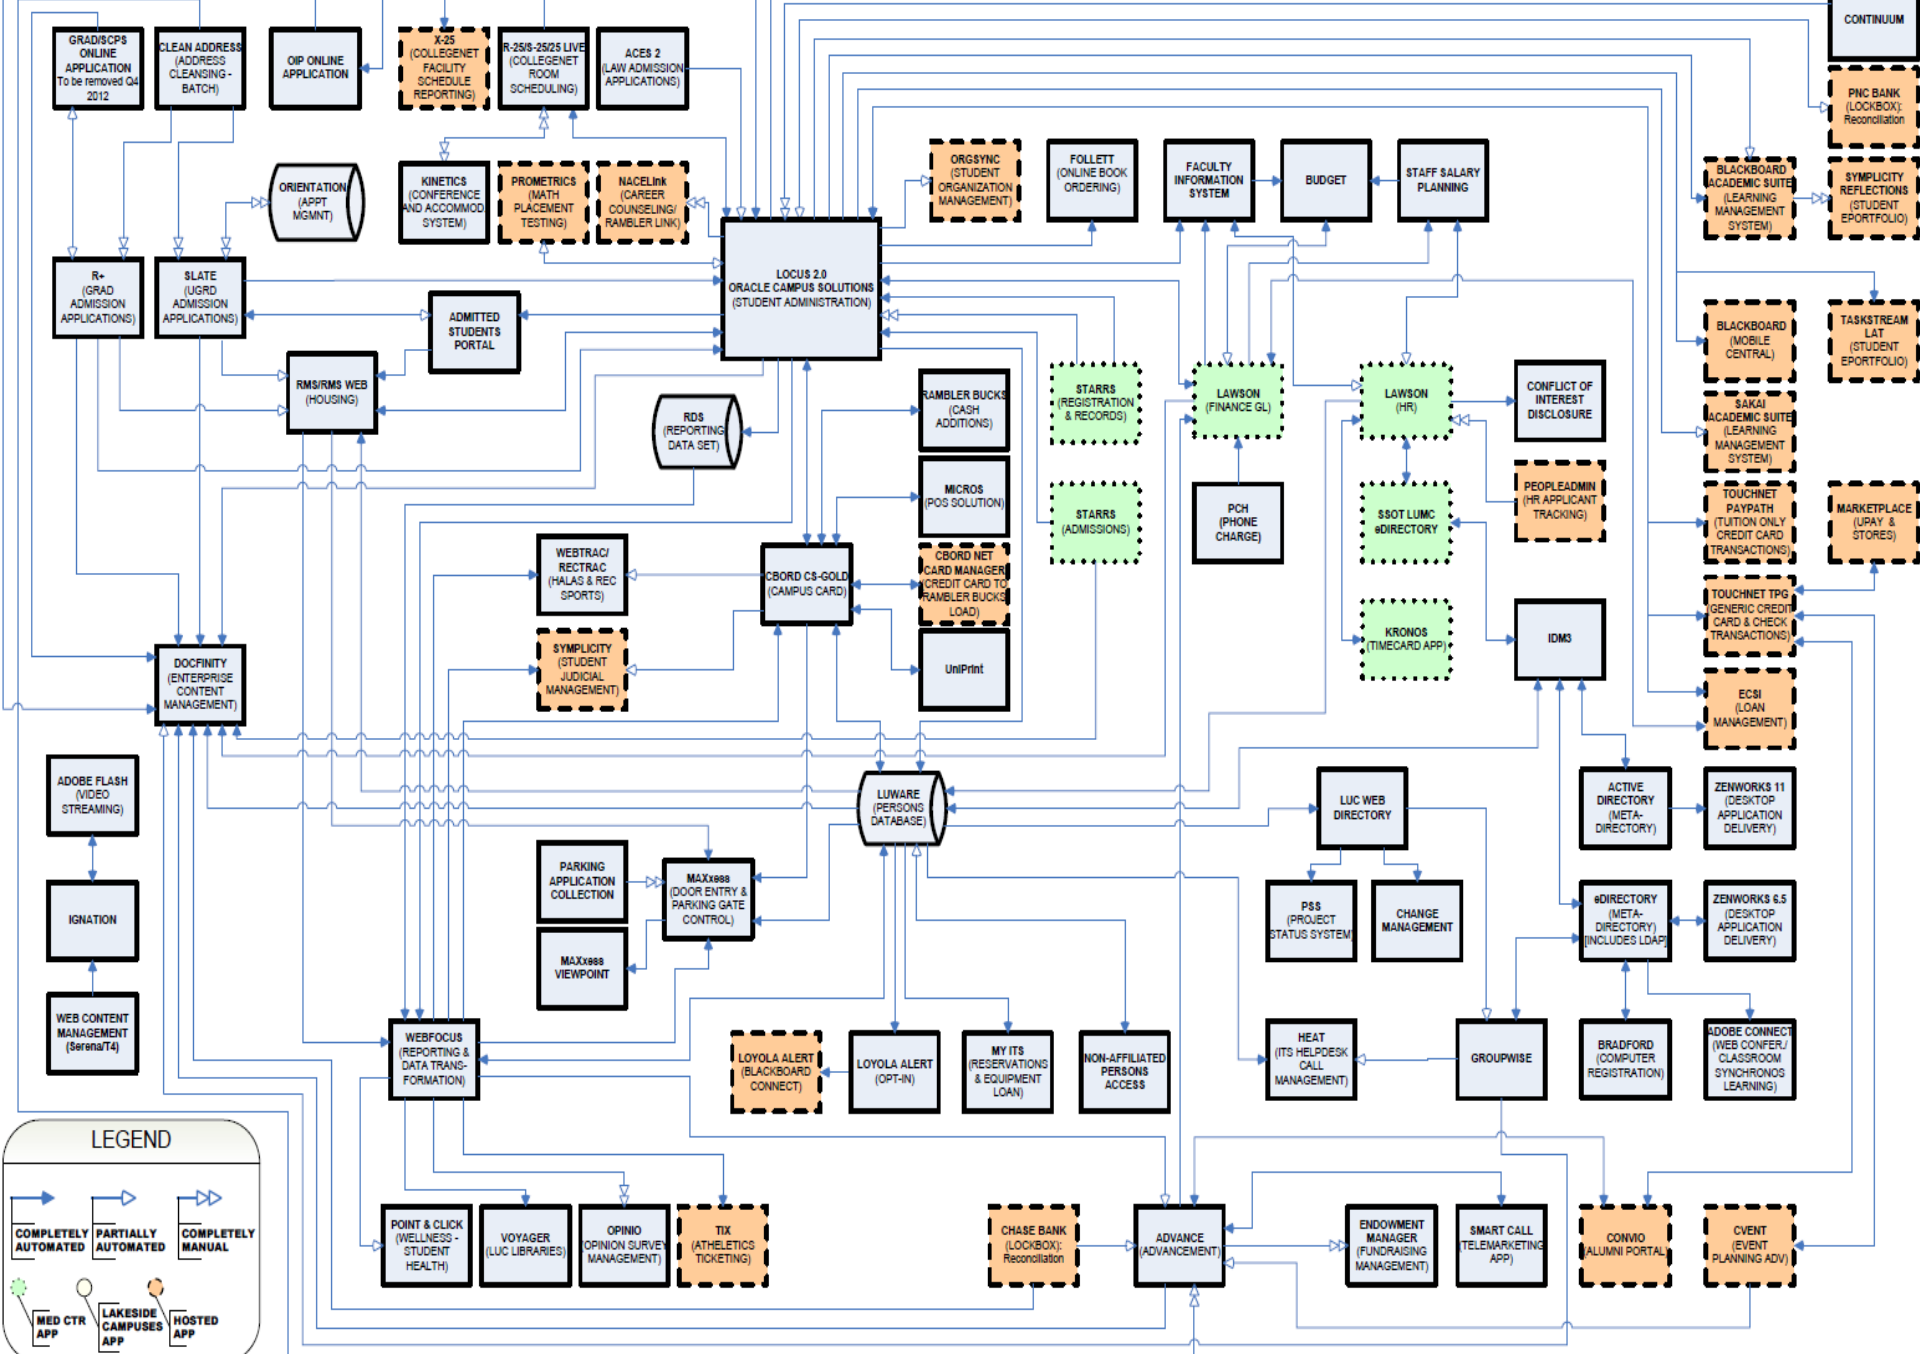 GRAD/SCPS
ONLINE
APPLICATION
To be removed Q4
2012
CLEAN ADDRESS
(ADDRESS
CLEANSING -
BATCH)
OIP ONLINE
APPLICATION
X-25
(COLLEGENET
FACILITY
SCHEDULE
REPORTING)
R-25/S-25/25 LIVE
(COLLEGENET
ROOM
SCHEDULING)
ACES 2
(LAW ADMISSION
APPLICATIONS)
CONTINUUM
PNC BANK
(LOCKBOX):
Reconciliation
ORIENTATION
(APPT
MGMNT)
KINETICS
(CONFERENCE
AND ACCOMMOD.
SYSTEM)
PROMETRICS
(MATH
PLACEMENT
TESTING)
NACELink
(CAREER
COUNSELING/
RAMBLER LINK)
ORGSYNC
(STUDENT
ORGANIZATION
MANAGEMENT)
FOLLETT
(ONLINE BOOK
ORDERING)
FACULTY
INFORMATION
SYSTEM
BUDGET
STAFF SALARY
PLANNING
BLACKBOARD
ACADEMIC SUITE
(LEARNING
MANAGEMENT
SYSTEM)
SYMPLICITY
REFLECTIONS
(STUDENT
EPORTFOLIO)
R+
(GRAD
ADMISSION
APPLICATIONS)
SLATE
(UGRD
ADMISSION
APPLICATIONS)
ADMITTED
STUDENTS
PORTAL
LOCUS 2.0
ORACLE CAMPUS SOLUTIONS
(STUDENT ADMINISTRATION)
BLACKBOARD
(MOBILE
CENTRAL)
TASKSTREAM
LAT
(STUDENT
EPORTFOLIO)
RMS/RMS WEB
(HOUSING)
RDS
(REPORTING
DATA SET)
RAMBLER BUCKS
(CASH
ADDITIONS)
STARRS
(REGISTRATION
& RECORDS)
LAWSON
(FINANCE GL)
LAWSON
(HR)
CONFLICT OF
INTEREST
DISCLOSURE
SAKAI
ACADEMIC SUITE
(LEARNING
MANAGEMENT
SYSTEM)
MICROS
(POS SOLUTION)
STARRS
(ADMISSIONS)
PCH
(PHONE
CHARGE)
SSOT LUMC
eDIRECTORY
PEOPLEADMIN
(HR APPLICANT
TRACKING)
TOUCHNET
PAYPATH
(TUITION ONLY
CREDIT CARD
TRANSACTIONS)
MARKETPLACE
(UPAY &
STORES)
WEBTRAC/
RECTRAC
(HALAS & REC
SPORTS)
CBORD CS-GOLD
(CAMPUS CARD)
CBORD NET
CARD MANAGER
(CREDIT CARD TO
RAMBLER BUCKS
LOAD)
TOUCHNET TPG
(GENERIC CREDIT
CARD & CHECK
TRANSACTIONS)
KRONOS
(TIMECARD APP)
IDM3
DOCFINITY
(ENTERPRISE
CONTENT
MANAGEMENT)
SYMPLICITY
(STUDENT
JUDICIAL
MANAGEMENT)
UniPrint
ECSI
(LOAN
MANAGEMENT)
ADOBE FLASH
(VIDEO
STREAMING)
LUWARE
(PERSONS
DATABASE)
LUC WEB
DIRECTORY
ACTIVE
DIRECTORY
(META-
DIRECTORY)
ZENWORKS 11
(DESKTOP
APPLICATION
DELIVERY)
IGNATION
PARKING
APPLICATION
COLLECTION
MAXxess
(DOOR ENTRY &
PARKING GATE
CONTROL)
PSS
(PROJECT
STATUS SYSTEM)
CHANGE
MANAGEMENT
eDIRECTORY
(META-
DIRECTORY)
[INCLUDES LDAP]
ZENWORKS 6.5
(DESKTOP
APPLICATION
DELIVERY)
MAXxess
VIEWPOINT
WEB CONTENT
MANAGEMENT
(Serena/T4)
WEBFOCUS
(REPORTING &
DATA TRANS-
FORMATION)
LOYOLA ALERT
(BLACKBOARD
CONNECT)
LOYOLA ALERT
(OPT-IN)
MY ITS
(RESERVATIONS
& EQUIPMENT
LOAN)
NON-AFFILIATED
PERSONS
ACCESS
HEAT
(ITS HELPDESK
CALL
MANAGEMENT)
GROUPWISE
BRADFORD
(COMPUTER
REGISTRATION)
ADOBE CONNECT
(WEB CONFER./
CLASSROOM
SYNCHRONOS
LEARNING)
LEGEND
COMPLETELY
AUTOMATED
PARTIALLY
AUTOMATED
COMPLETELY
MANUAL
MED CTR
APP
LAKESIDE
CAMPUSES
APP
HOSTED
APP
POINT & CLICK
(WELLNESS -
STUDENT
HEALTH)
VOYAGER
(LUC LIBRARIES)
OPINIO
(OPINION SURVEY
MANAGEMENT)
TIX
(ATHELETICS
TICKETING)
CHASE BANK
(LOCKBOX):
Reconciliation
ADVANCE
(ADVANCEMENT)
ENDOWMENT
MANAGER
(FUNDRAISING
MANAGEMENT)
SMART CALL
(TELEMARKETING
APP)
CONVIO
(ALUMNI PORTAL)
CVENT
(EVENT
PLANNING ADV)